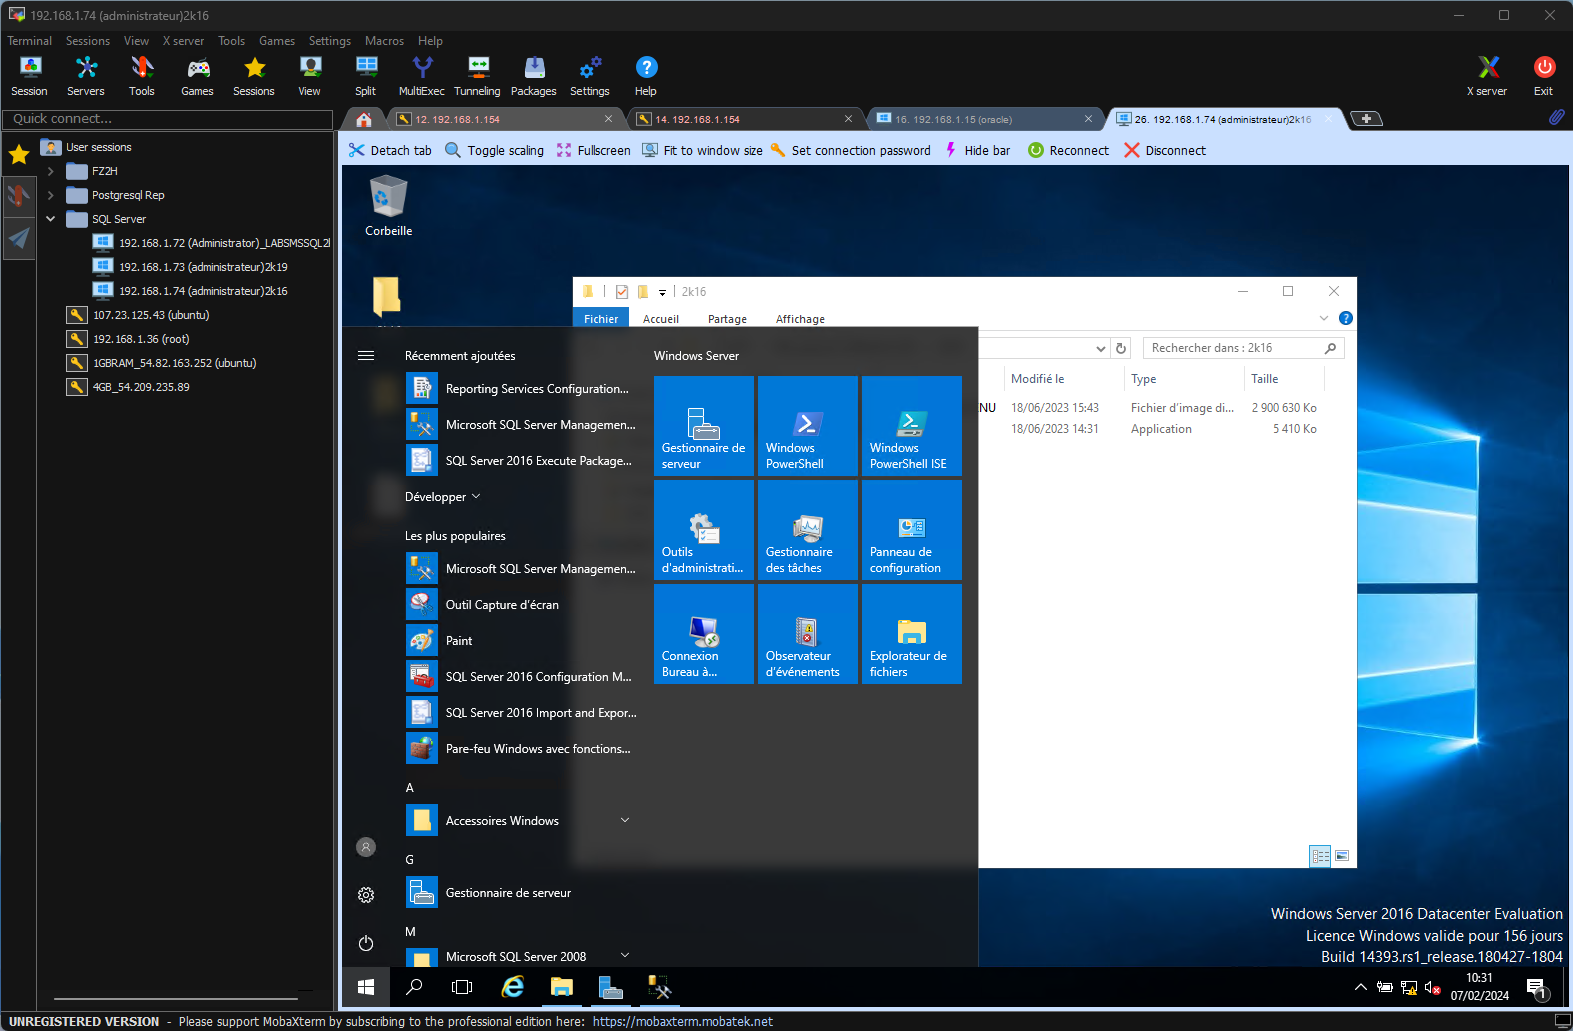 192.168.1.74 (administrateur)2k16
Terminal Sessions View X server Tools Games Settings Macros Help
Session Servers Tools Games Sessions View Split MultiExec Tunneling Packages Settings Help X server Exit
Quick connect...
12. 192.168.1.154
14. 192.168.1.154
16. 192.168.1.15 (oracle)
26. 192.168.1.74 (administrateur)2k16
Detach tab Toggle scaling Fullscreen Fit to window size Set connection password Hide bar Reconnect Disconnect
User sessions
FZ2H
Postgresql Rep
SQL Server
192.168.1.72 (Administrator)_LABSMSSQL2
192.168.1.73 (administrateur)2k19
192.168.1.74 (administrateur)2k16
107.23.125.43 (ubuntu)
192.168.1.36 (root)
1GBRAM_54.82.163.252 (ubuntu)
4GB_54.209.235.89
Corbeille
2k16
Fichier Accueil Partage Affichage
Rechercher dans : 2k16
Modifié le Type Taille
NU 18/06/2023 15:43 Fichier d'image di... 2 900 630 Ko
18/06/2023 14:31 Application 5 410 Ko
Récemment ajoutées
Reporting Services Configuration...
Microsoft SQL Server Managemen...
SQL Server 2016 Execute Package...
Développer
Les plus populaires
Microsoft SQL Server Managemen...
Outil Capture d'écran
Paint
SQL Server 2016 Configuration M...
SQL Server 2016 Import and Expor...
Pare-feu Windows avec fonctions...
A
Accessoires Windows
G
Gestionnaire de serveur
M
Microsoft SQL Server 2008
Windows Server
Gestionnaire de serveur
Windows PowerShell
Windows PowerShell ISE
Outils d'administrati...
Gestionnaire des tâches
Panneau de configuration
Connexion Bureau à...
Observateur d'événements
Explorateur de fichiers
Windows Server 2016 Datacenter Evaluation
Licence Windows valide pour 156 jours
Build 14393.rs1_release.180427-1804
10:31
07/02/2024
1
UNREGISTERED VERSION - Please support MobaXterm by subscribing to the professional edition here: https://mobaxterm.mobatek.net